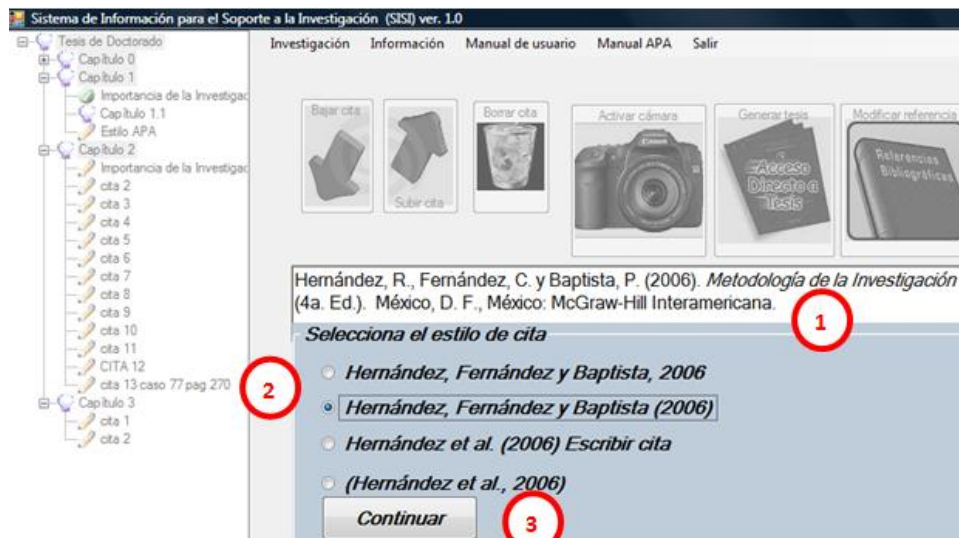 Sistema de Información para el Soporte a la Investigación (SISI) ver. 1.0
Investigación Información Manual de usuario Manual APA Salir
Tesis de Doctorado
Capítulo 0
Capítulo 1
Importancia de la Investigac
Capítulo 1.1
Estilo APA
Capítulo 2
Importancia de la Investigac
cita 2
cita 3
cita 4
cita 5
cita 6
cita 7
cita 8
cita 9
cita 10
cita 11
CITA 12
cita 13 caso 77 pag 270
Capítulo 3
cita 1
cita 2
Bajar cita
Subir cita
Borrar cita
Activar cámara
Canon
Generar tesis
Acceso
Directo a
Tesis
Modificar referencia
Referencias
Bibliográficas
Hernández, R., Fernández, C. y Baptista, P. (2006). Metodología de la Investigación
(4a. Ed.). México, D. F., México: McGraw-Hill Interamericana.
1
Selecciona el estilo de cita
2
Hernández, Fernández y Baptista, 2006
Hernández, Fernández y Baptista (2006)
Hernández et al. (2006) Escribir cita
(Hernández et al., 2006)
Continuar
3